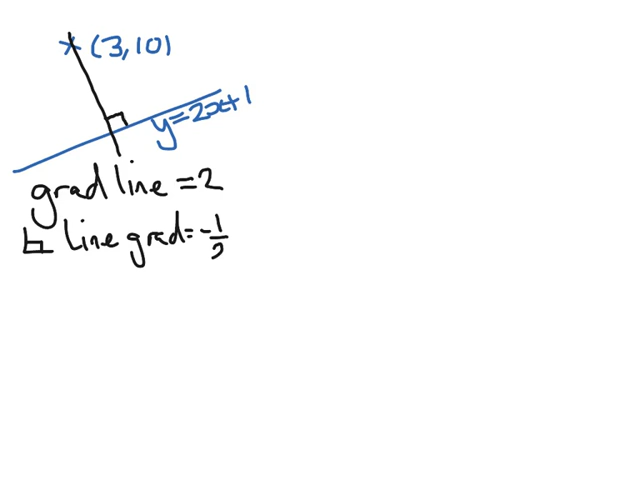 (3,10)
y=2x+1
grad line = 2
line grad = -1/2